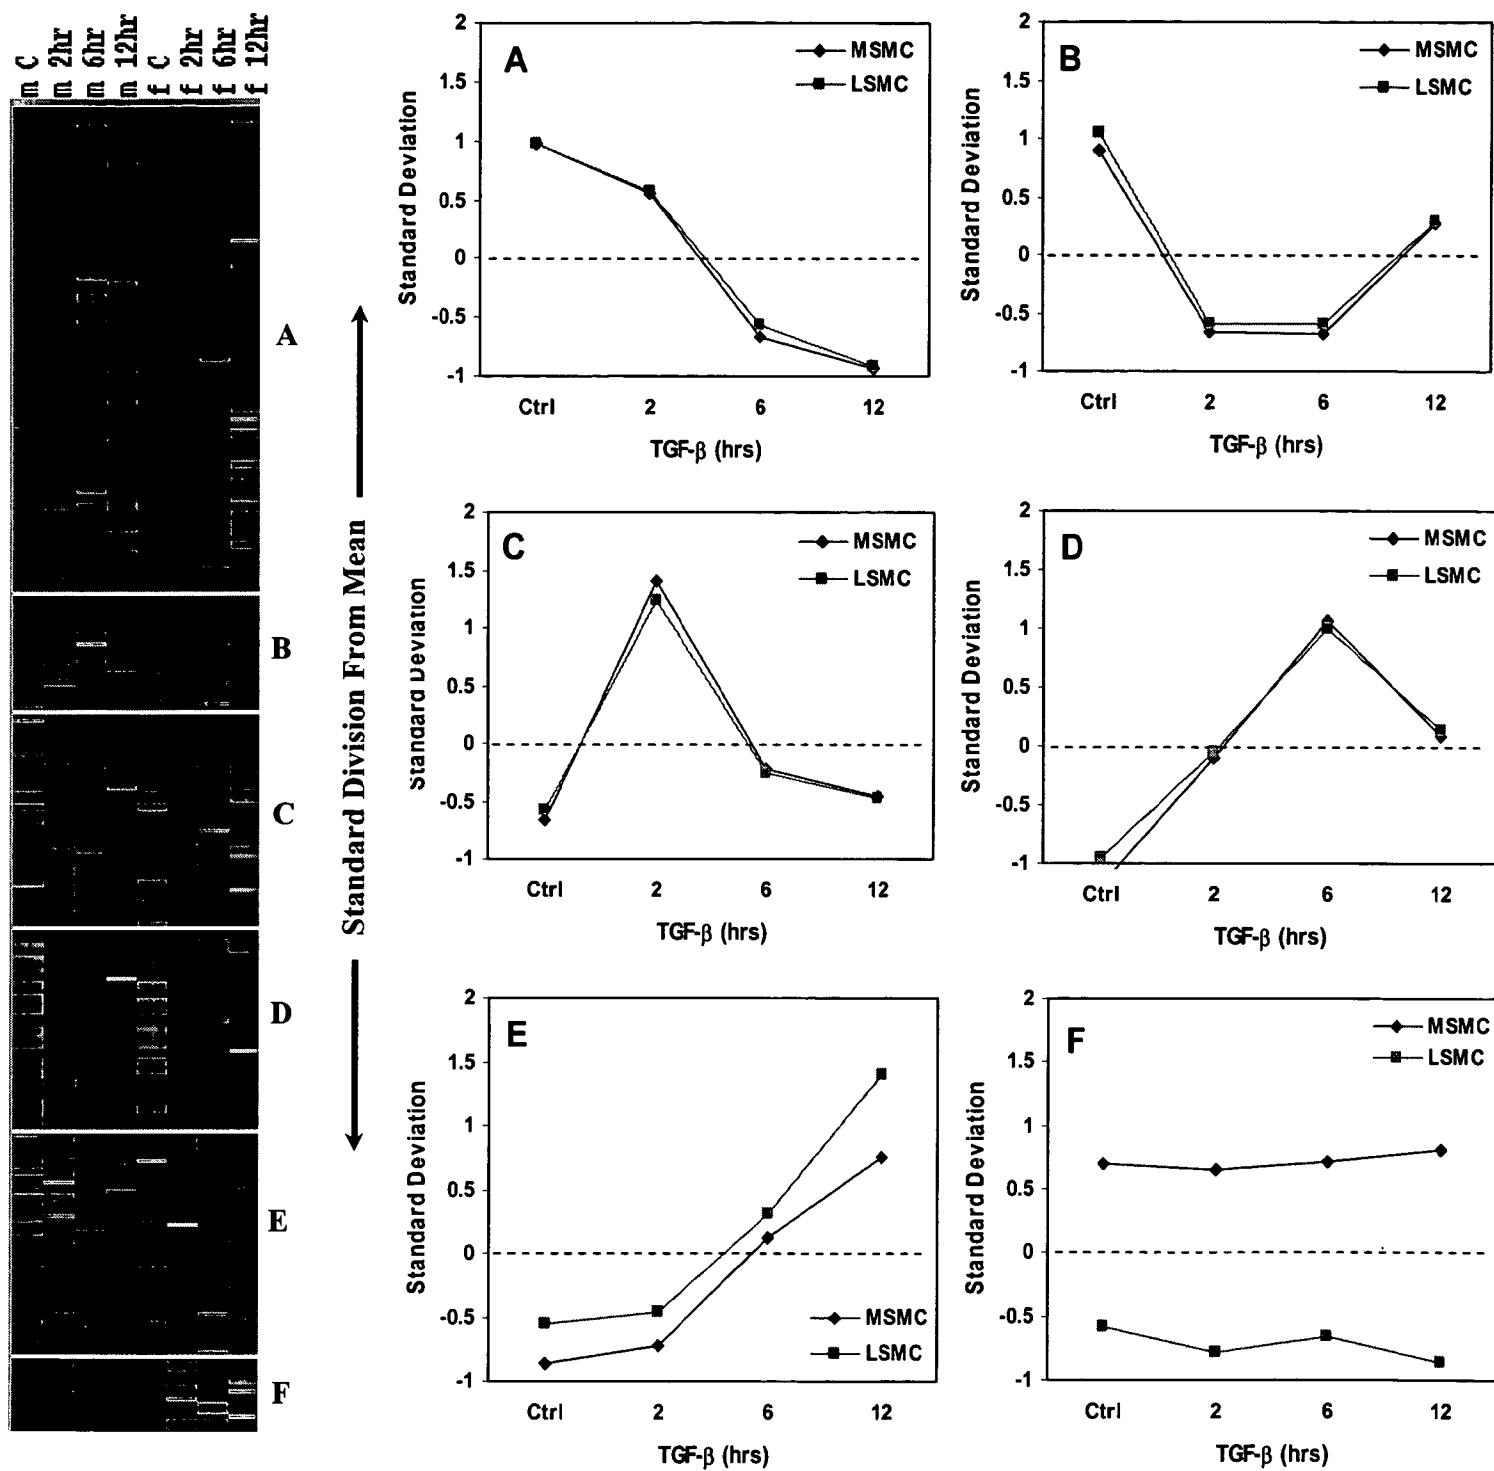 m C
m 2hr
m 6hr
m 12hr
f C
f 2hr
f 6hr
f 12hr
A
B
C
D
E
F
Standard Division From Mean
A
MSMC
LSMC
Standard Deviation
2
1.5
1
0.5
0
-0.5
-1
Ctrl 2 6 12
TGF-β (hrs)
B
MSMC
LSMC
Standard Deviation
2
1.5
1
0.5
0
-0.5
-1
Ctrl 2 6 12
TGF-β (hrs)
C
MSMC
LSMC
Standard Deviation
2
1.5
1
0.5
0
-0.5
-1
Ctrl 2 6 12
TGF-β (hrs)
D
MSMC
LSMC
Standard Deviation
2
1.5
1
0.5
0
-0.5
-1
Ctrl 2 6 12
TGF-β (hrs)
E
MSMC
LSMC
Standard Deviation
2
1.5
1
0.5
0
-0.5
-1
Ctrl 2 6 12
TGF-β (hrs)
F
MSMC
LSMC
Standard Deviation
2
1.5
1
0.5
0
-0.5
-1
Ctrl 2 6 12
TGF-β (hrs)